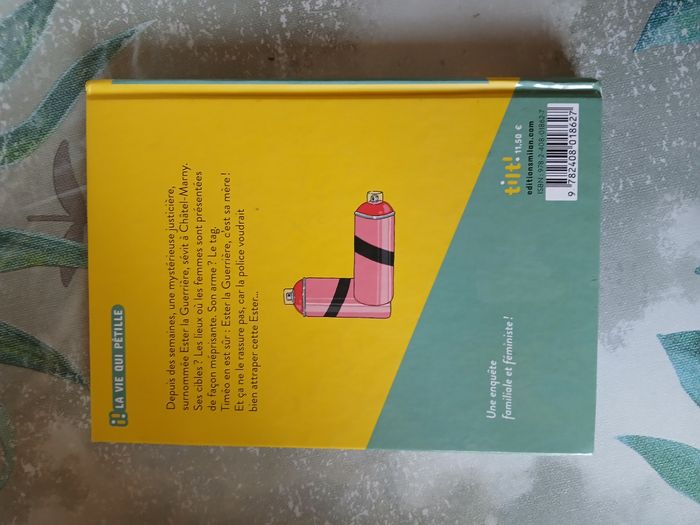 LA VIE QUI PÉTILLE
Depuis des semaines, une mystérieuse justicière,
surnommée Ester la Guerrière, sévit à Châtel-Marny.
Ses cibles ? Les lieux où les femmes sont présentées
de façon méprisante. Son arme ? Le tag.
Timéo en est sûr : Ester la Guerrière, c'est sa mère !
Et ça ne le rassure pas, car la police voudrait
bien attraper cette Ester...
Une enquête
familiale et féministe !
tilt!
11,50 €
editionsmilan.com
ISBN: 978-2-408-01862-7
9 782408 018627